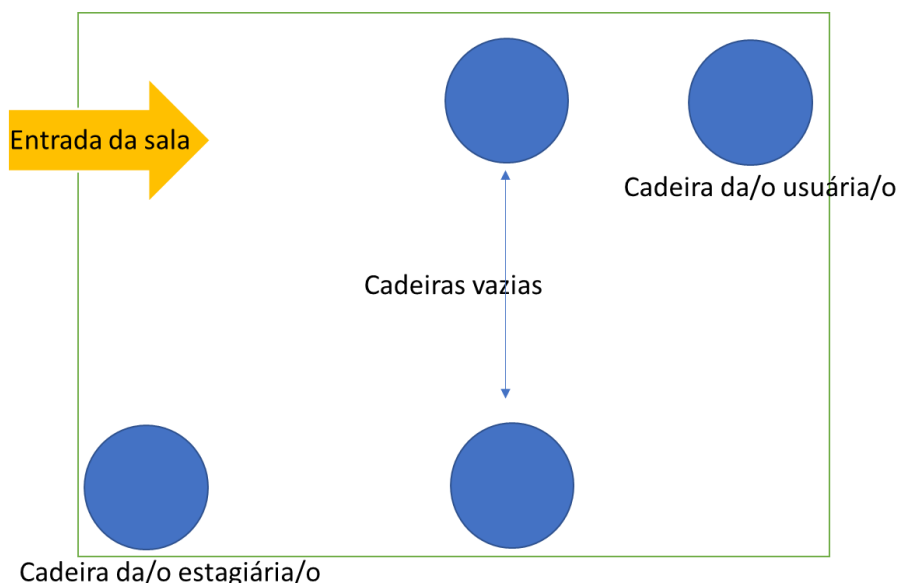 Entrada da sala
Cadeira da/o usuária/o
Cadeiras vazias
Cadeira da/o estagiária/o